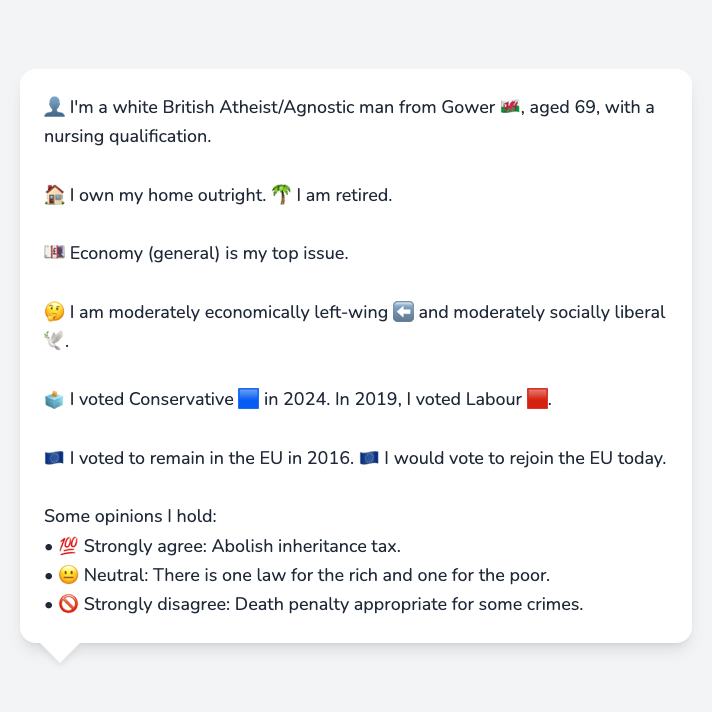 👤 I'm a white British Atheist/Agnostic man from Gower 🏴󠁧󠁢󠁷󠁬󠁳󠁿, aged 69, with a
nursing qualification.
🏠 I own my home outright. 🌴 I am retired.
💷 Economy (general) is my top issue.
🤔 I am moderately economically left-wing ⬅️ and moderately socially liberal
🕊️.
🗳️ I voted Conservative 🟦 in 2024. In 2019, I voted Labour 🟥.
🇪🇺 I voted to remain in the EU in 2016. 🇪🇺 I would vote to rejoin the EU today.
Some opinions I hold:
• 💯 Strongly agree: Abolish inheritance tax.
• 😐 Neutral: There is one law for the rich and one for the poor.
• 🚫 Strongly disagree: Death penalty appropriate for some crimes.